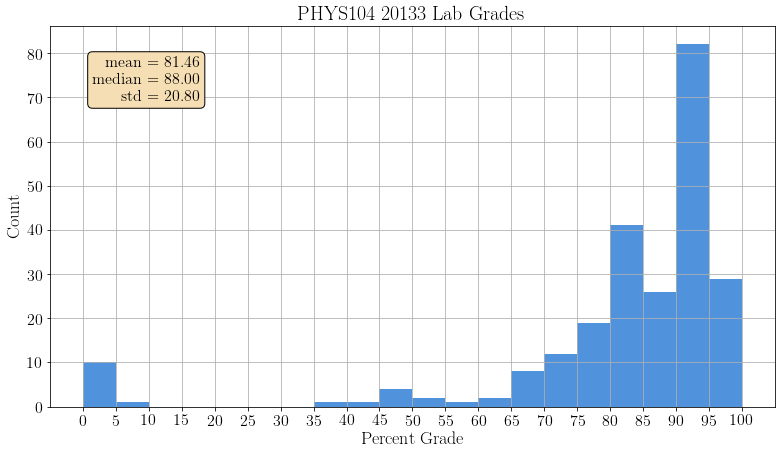 PHYS104 20133 Lab Grades
mean = 81.46
median = 88.00
std = 20.80
Count
80
70
60
50
40
30
20
10
0
0 5 10 15 20 25 30 35 40 45 50 55 60 65 70 75 80 85 90 95 100
Percent Grade